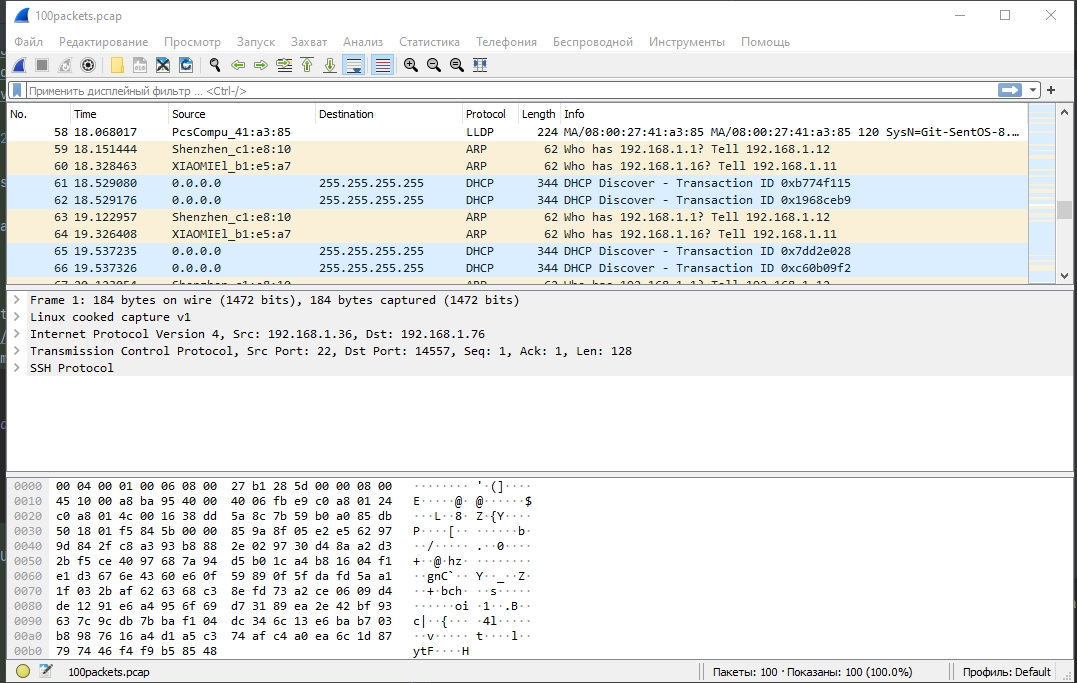 100packets.pcap
Файл Редактирование Просмотр Запуск Захват Анализ Статистика Телефония Беспроводной Инструменты Помощь
Применить дисплейный фильтр ... <Ctrl-/>
No. Time Source Destination Protocol Length Info
58 18.068017 PcsCompu_41:a3:85 LLDP 224 MA/08:00:27:41:a3:85 MA/08:00:27:41:a3:85 120 SysN=Git-SentOS-8.…
59 18.151444 Shenzhen_c1:e8:10 ARP 62 Who has 192.168.1.1? Tell 192.168.1.12
60 18.328463 XIAOMIEl_b1:e5:a7 ARP 62 Who has 192.168.1.16? Tell 192.168.1.11
61 18.529080 0.0.0.0 255.255.255.255 DHCP 344 DHCP Discover - Transaction ID 0xb774f115
62 18.529176 0.0.0.0 255.255.255.255 DHCP 344 DHCP Discover - Transaction ID 0x1968ceb9
63 19.122957 Shenzhen_c1:e8:10 ARP 62 Who has 192.168.1.1? Tell 192.168.1.12
64 19.326408 XIAOMIEl_b1:e5:a7 ARP 62 Who has 192.168.1.16? Tell 192.168.1.11
65 19.537235 0.0.0.0 255.255.255.255 DHCP 344 DHCP Discover - Transaction ID 0x7dd2e028
66 19.537326 0.0.0.0 255.255.255.255 DHCP 344 DHCP Discover - Transaction ID 0xc60b09f2
Frame 1: 184 bytes on wire (1472 bits), 184 bytes captured (1472 bits)
Linux cooked capture v1
Internet Protocol Version 4, Src: 192.168.1.36, Dst: 192.168.1.76
Transmission Control Protocol, Src Port: 22, Dst Port: 14557, Seq: 1, Ack: 1, Len: 128
SSH Protocol
0000 00 04 00 01 00 06 08 00 27 b1 28 5d 00 00 08 00 ········ '·(]····
0010 45 10 00 a8 ba 95 40 00 40 06 fb e9 c0 a8 01 24 E·····@· @······$
0020 c0 a8 01 4c 00 16 38 dd 5a 8c 7b 59 b0 a0 85 db ···L··8· Z·{Y····
0030 50 18 01 f5 84 5b 00 00 85 9a 8f 05 e2 e5 62 97 P····[·· ······b·
0040 9d 84 2f c8 a3 93 b8 88 2e 02 97 30 d4 8a a2 d3 ··/····· .··0····
0050 2b f5 ce 40 97 68 7a 94 d5 b0 1c a4 b8 16 04 f1 +··@·hz· ········
0060 e1 d3 67 6e 43 60 e6 0f 59 89 0f 5f da fd 5a a1 ··gnC`·· Y··_··Z·
0070 1f 03 2b af 62 63 68 c3 8e fd 73 a2 ce 06 09 d4 ··+·bch· ··s·····
0080 de 12 91 e6 a4 95 6f 69 d7 31 89 ea 2e 42 bf 93 ······oi ·1··.B··
0090 63 7c 9c db 7b ba f1 04 dc 34 6c 13 e6 ba b7 03 c|··{··· ·4l·····
00a0 b8 98 76 16 a4 d1 a5 c3 74 af c4 a0 ea 6c 1d 87 ··v····· t····l··
00b0 79 74 46 f4 f9 b5 85 48 ytF····H
100packets.pcap Пакеты: 100 · Показаны: 100 (100.0%) Профиль: Default